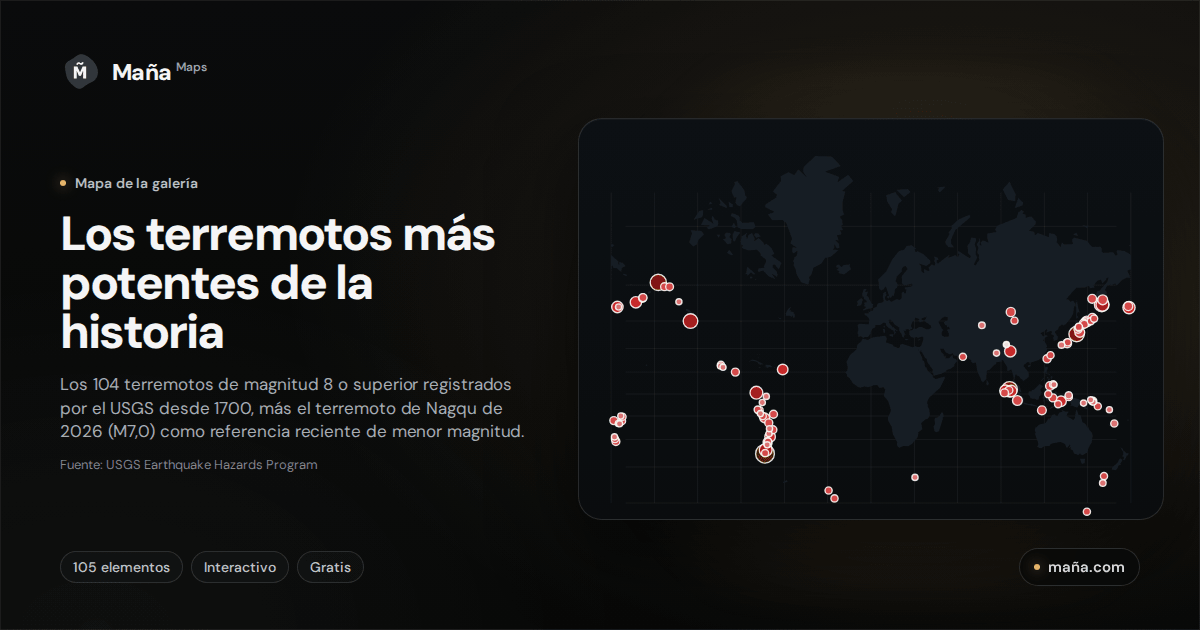 M̃
Maña Maps
Mapa de la galería
Los terremotos más
potentes de la
historia
Los 104 terremotos de magnitud 8 o superior registrados
por el USGS desde 1700, más el terremoto de Nagqu de
2026 (M7,0) como referencia reciente de menor magnitud.
Fuente: USGS Earthquake Hazards Program
105 elementos
Interactivo
Gratis
maña.com